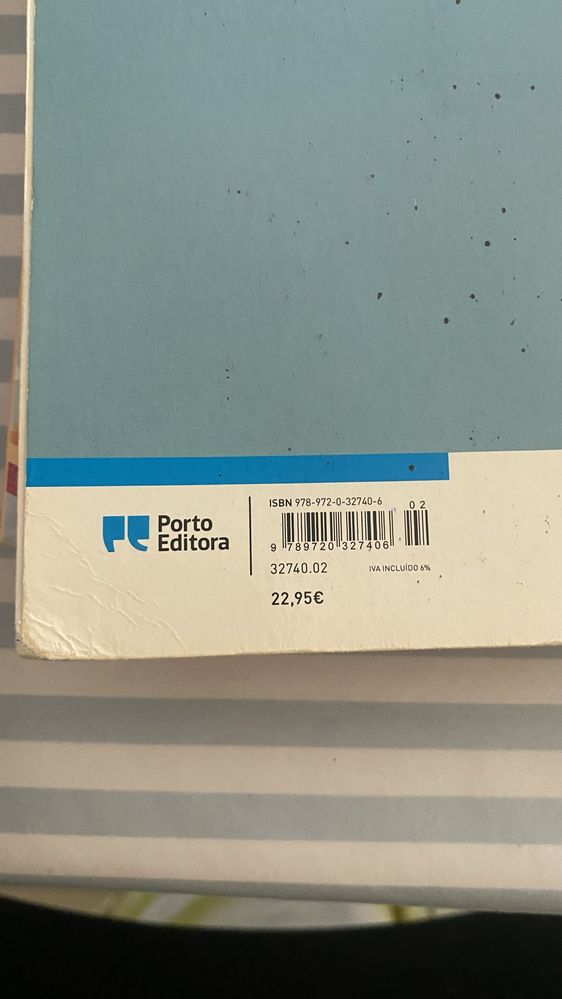 Porto
Editora
ISBN 978-972-0-32740-6
02
9 789720 327406
32740.02
IVA INCLUÍDO 6%
22,95€